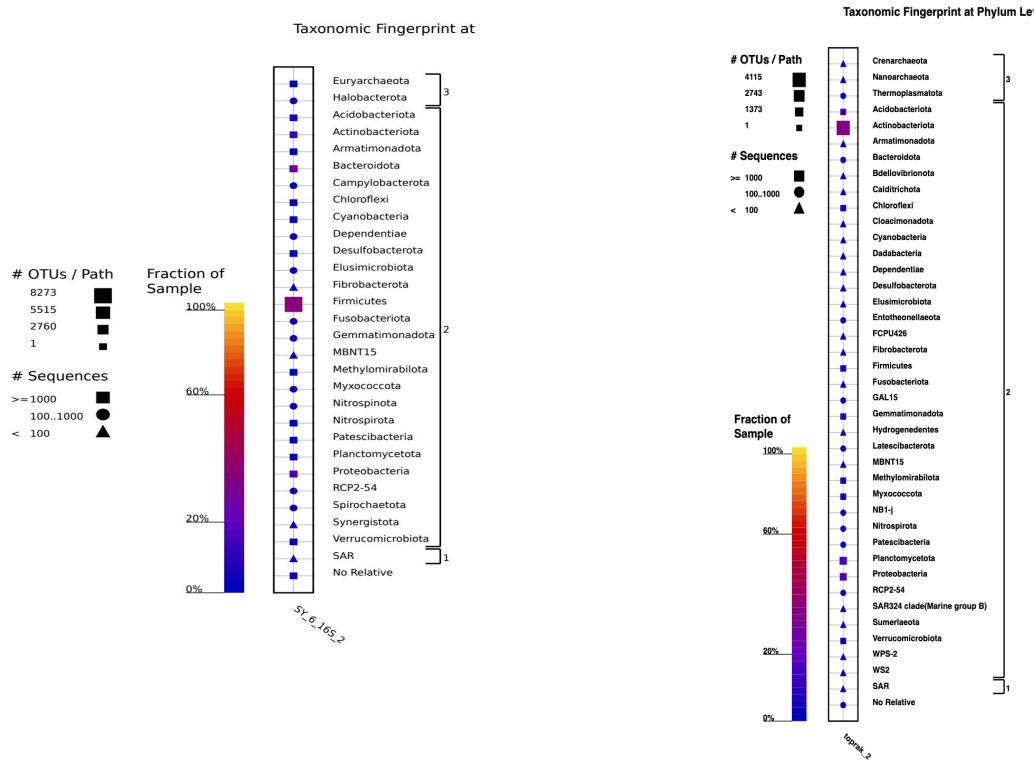 Taxonomic Fingerprint at
Euryarchaeota
Halobacterota
3
Acidobacteriota
Actinobacteriota
Armatimonadota
Bacteroidota
Campylobacterota
Chloroflexi
Cyanobacteria
Dependentiae
Desulfobacterota
Elusimicrobiota
Fibrobacterota
Firmicutes
Fusobacteriota
Gemmatimonadota
MBNT15
Methylomirabilota
Myxococcota
Nitrospinota
Nitrospirota
Patescibacteria
Planctomycetota
Proteobacteria
RCP2-54
Spirochaetota
Synergistota
Verrucomicrobiota
2
SAR
1
No Relative
SY_6_16S_2
# OTUs / Path
8273
5515
2760
1
# Sequences
>= 1000
100..1000
< 100
Fraction of
Sample
100%
60%
20%
0%
Taxonomic Fingerprint at Phylum Le
# OTUs / Path
4115
2743
1373
1
# Sequences
>= 1000
100..1000
< 100
Fraction of
Sample
100%
60%
20%
0%
Crenarchaeota
Nanoarchaeota
Thermoplasmatota
3
Acidobacteriota
Actinobacteriota
Armatimonadota
Bacteroidota
Bdellovibrionota
Calditrichota
Chloroflexi
Cloacimonadota
Cyanobacteria
Dadabacteria
Dependentiae
Desulfobacterota
Elusimicrobiota
Entotheonellaeota
FCPU426
Fibrobacterota
Firmicutes
Fusobacteriota
GAL15
Gemmatimonadota
Hydrogenedentes
Latescibacterota
MBNT15
Methylomirabilota
Myxococcota
NB1-j
Nitrospirota
Patescibacteria
Planctomycetota
Proteobacteria
RCP2-54
SAR324 clade(Marine group B)
Sumerlaeota
Verrucomicrobiota
WPS-2
WS2
2
SAR
1
No Relative
toprak_2